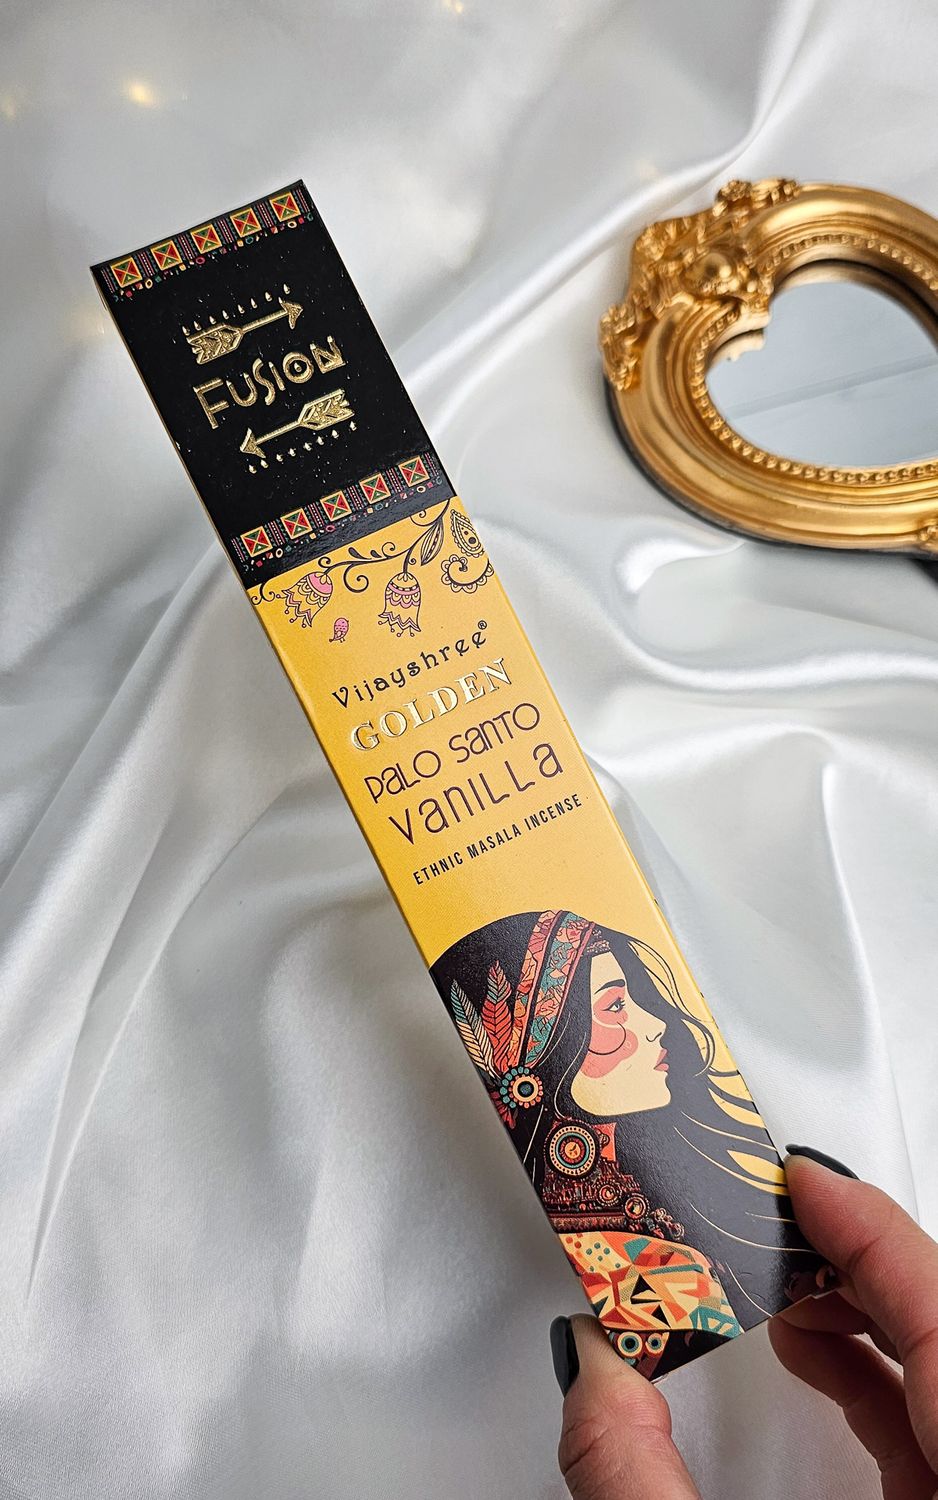 FUSION
Vijayshree®
GOLDEN
PALO SANTO
VANILLA
ETHNIC MASALA INCENSE